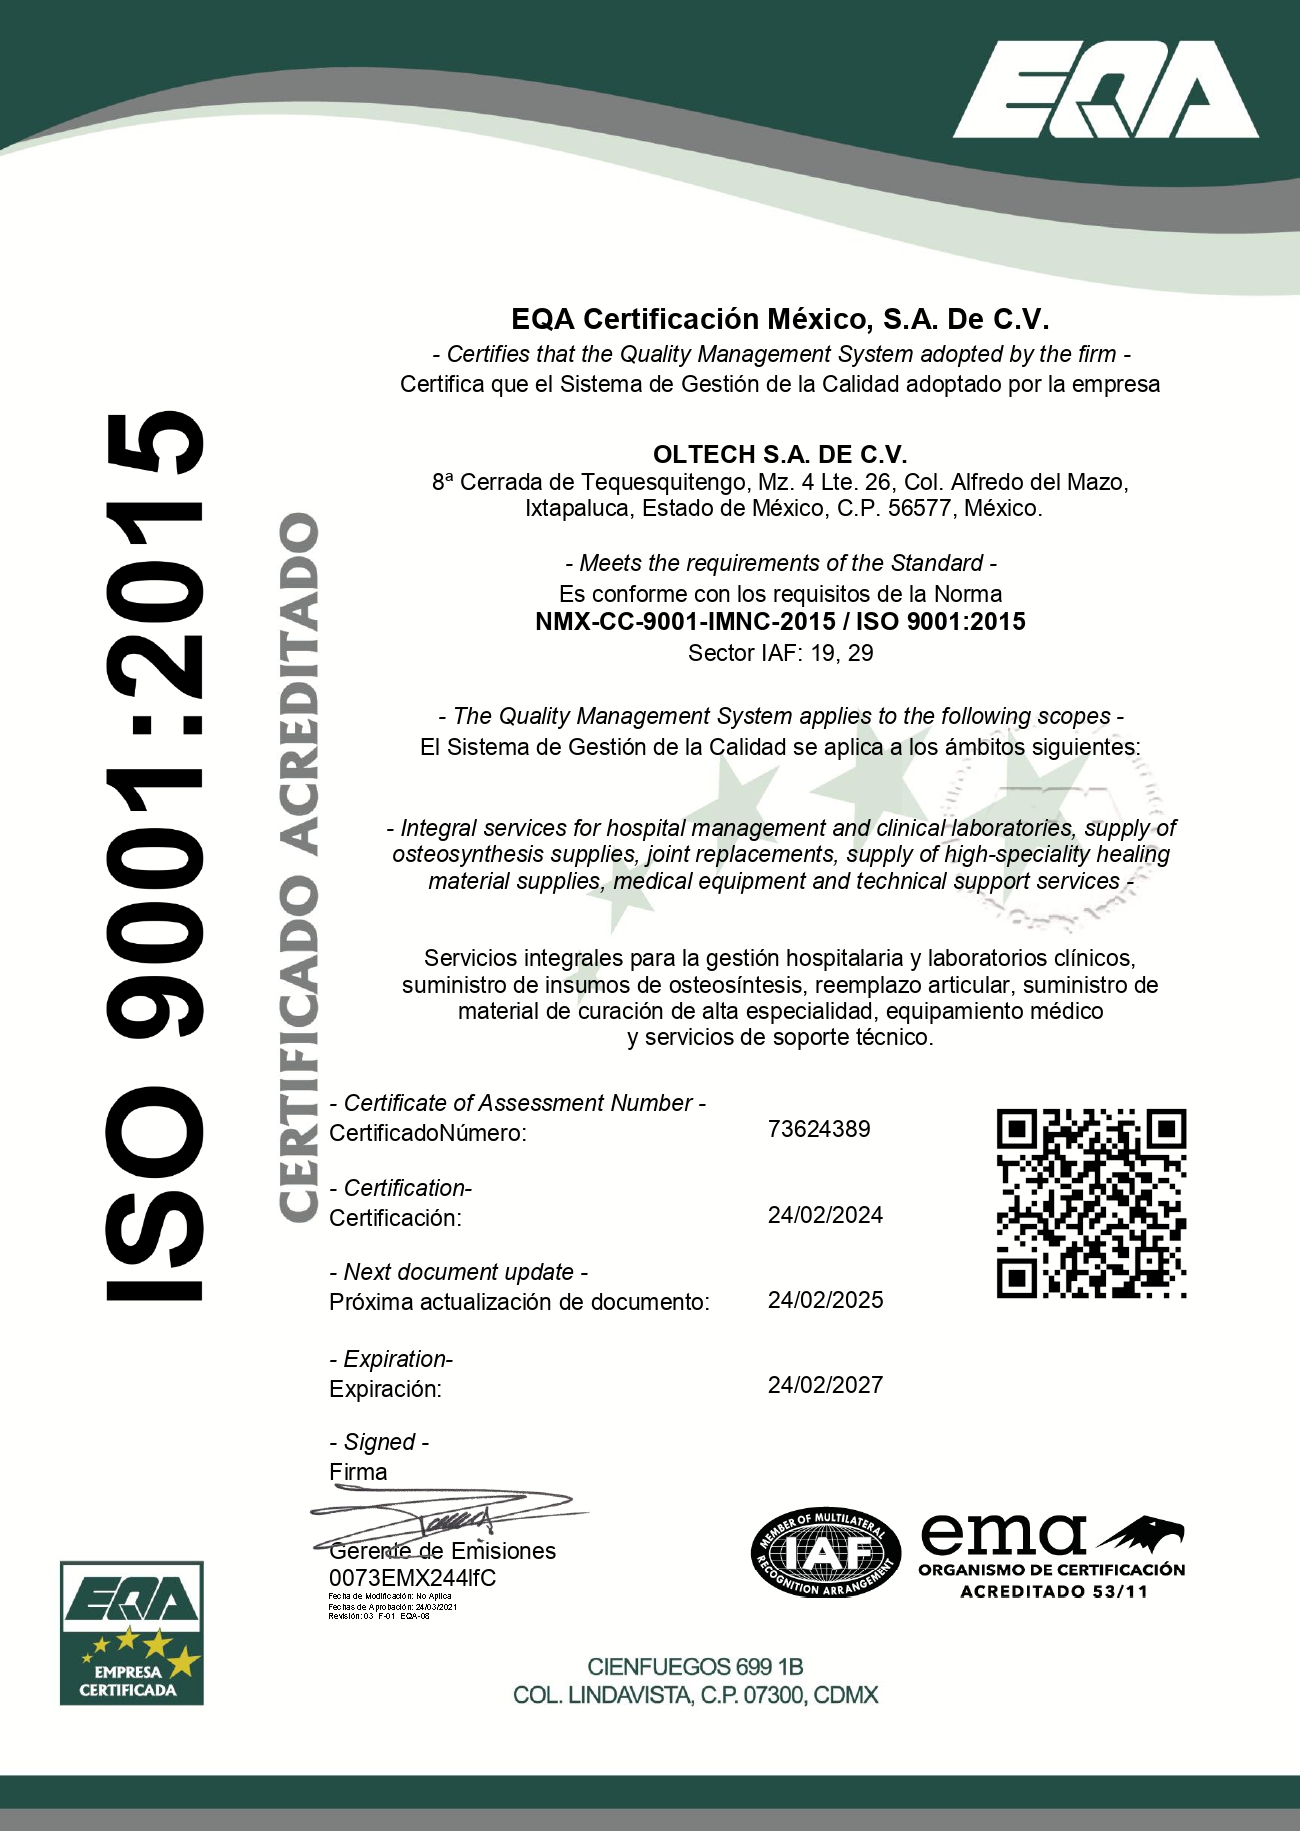 EQA
EQA Certificación México, S.A. De C.V.
- Certifies that the Quality Management System adopted by the firm -
Certifica que el Sistema de Gestión de la Calidad adoptado por la empresa
OLTECH S.A. DE C.V.
8ª Cerrada de Tequesquitengo, Mz. 4 Lte. 26, Col. Alfredo del Mazo,
Ixtapaluca, Estado de México, C.P. 56577, México.
- Meets the requirements of the Standard -
Es conforme con los requisitos de la Norma
NMX-CC-9001-IMNC-2015 / ISO 9001:2015
Sector IAF: 19, 29
- The Quality Management System applies to the following scopes -
El Sistema de Gestión de la Calidad se aplica a los ámbitos siguientes:
- Integral services for hospital management and clinical laboratories, supply of
osteosynthesis supplies, joint replacements, supply of high-speciality healing
material supplies, medical equipment and technical support services -
Servicios integrales para la gestión hospitalaria y laboratorios clínicos,
suministro de insumos de osteosíntesis, reemplazo articular, suministro de
material de curación de alta especialidad, equipamiento médico
y servicios de soporte técnico.
ISO 9001:2015
CERTIFICADO ACREDITADO
- Certificate of Assessment Number -
CertificadoNúmero: 73624389
- Certification-
Certificación: 24/02/2024
- Next document update -
Próxima actualización de documento: 24/02/2025
- Expiration-
Expiración: 24/02/2027
- Signed -
Firma
Gerente de Emisiones
0073EMX244IfC
Fecha de Modificación: No Aplica
Fechas de Aprobación: 24/03/2021
Revisión: 03 F-01 EQA-08
EQA
EMPRESA
CERTIFICADA
MEMBER OF MULTILATERAL
IAF
RECOGNITION ARRANGEMENT
ema
ORGANISMO DE CERTIFICACIÓN
ACREDITADO 53/11
CIENFUEGOS 699 1B
COL. LINDAVISTA, C.P. 07300, CDMX